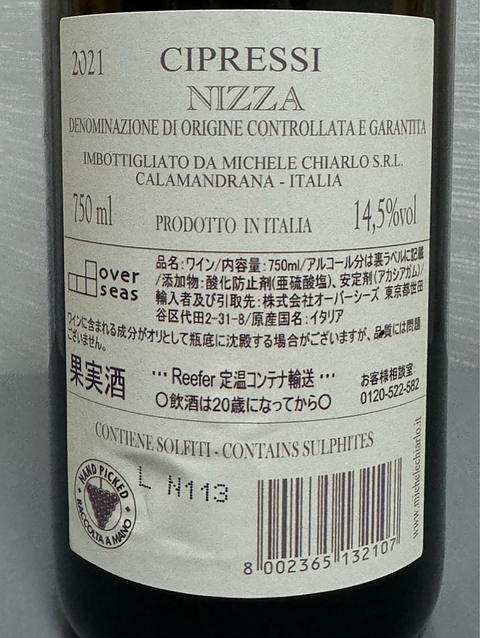 2021
CIPRESSI
NIZZA
DENOMINAZIONE DI ORIGINE CONTROLLATA E GARANTITA
IMBOTTIGLIATO DA MICHELE CHIARLO S.R.L.
CALAMANDRANA - ITALIA
750 ml
PRODOTTO IN ITALIA
14,5%vol
over
seas
品名:ワイン/内容量:750ml/アルコール分は裏ラベルに記載
/添加物:酸化防止剤(亜硫酸塩)、安定剤(アカシアガム)/
輸入者及び引取先:株式会社オーバーシーズ 東京都世田
谷区代田2-31-8/原産国名:イタリア
ワインに含まれる成分がオリとして瓶底に沈殿する場合がございますが、品質には問題
ございません。
果実酒
… Reefer 定温コンテナ輸送 …
○飲酒は20歳になってから○
お客様相談室:
0120-522-582
CONTIENE SOLFITI - CONTAINS SULPHITES
HAND PICKED
RACCOLTA A MANO
L N113
8 002365 132107
www.michelechiarlo.it